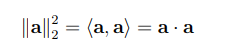 ‖a‖₂² = ⟨a, a⟩ = a · a